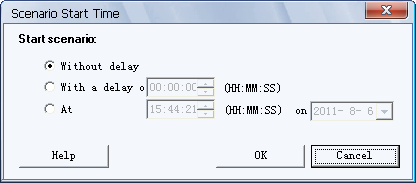 Scenario Start Time
Start scenario:
Without delay
With a delay o 00:00:00 (HH:MM:SS)
At 15:44:21 (HH:MM:SS) on 2011- 8- 6
Help OK Cancel